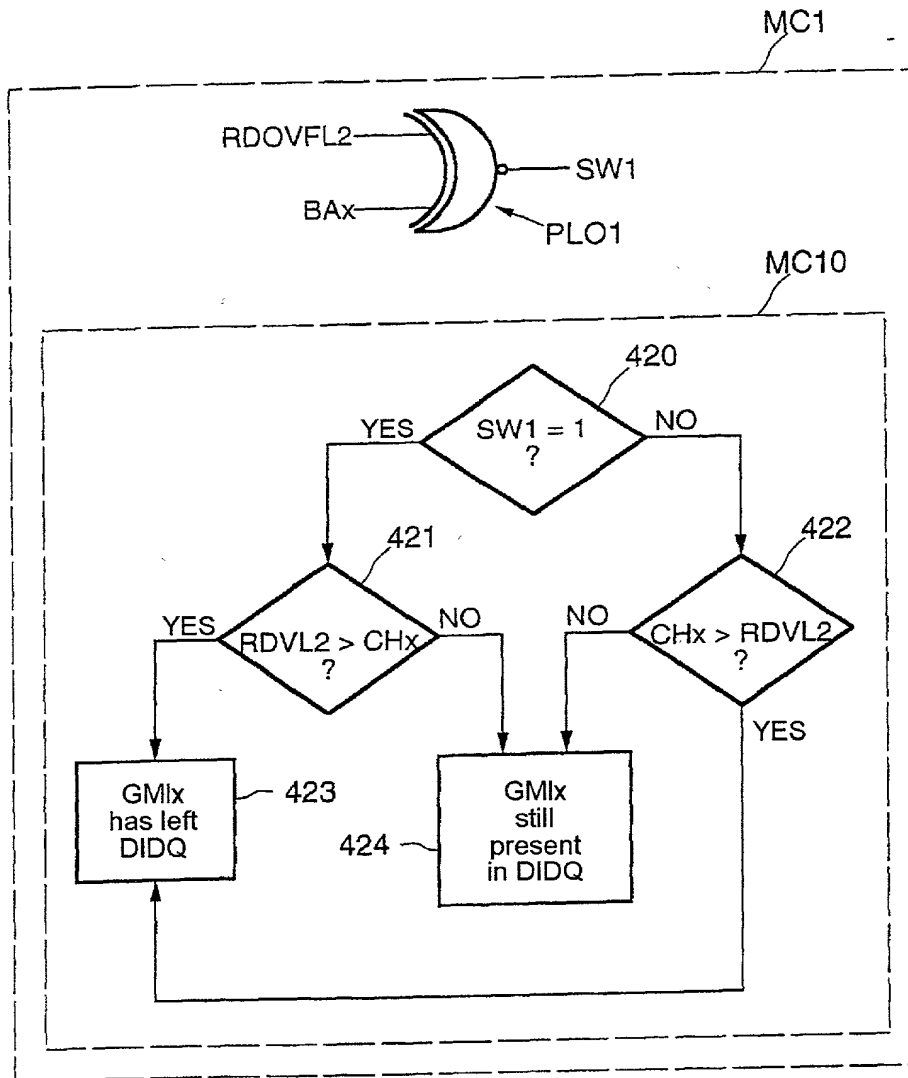 MC1
RDOVFL2
SW1
BAx
PLO1
MC10
420
YES
SW1 = 1
?
NO
421
422
YES
RDVL2 > CHx
?
NO
NO
CHx > RDVL2
?
YES
GMIx
has left
DIDQ
423
424
GMIx
still
present
in DIDQ